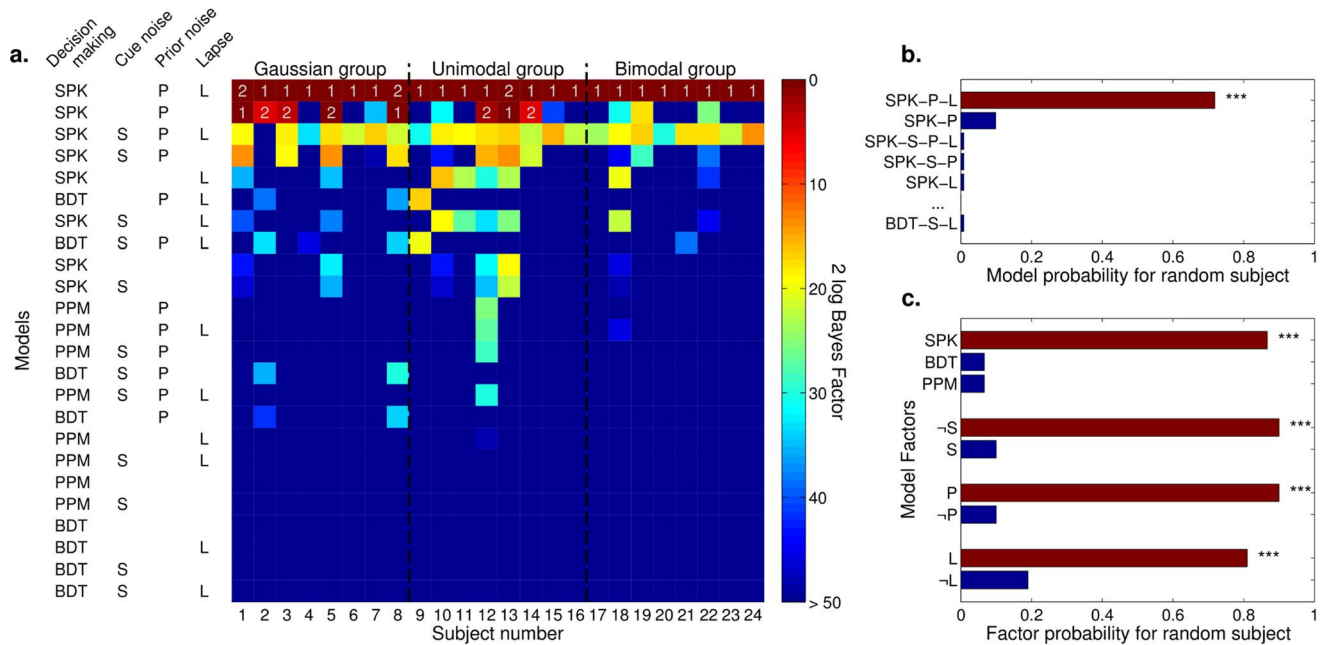 a.
Decision making
Cue noise
Prior noise
Lapse
Gaussian group
Unimodal group
Bimodal group
SPK P L
2 1 1 1 1 1 1 2 1 1 1 1 2 1 1 1 1 1 1 1 1 1 1 1
SPK P
1 2 2 2 1 2 1 2
SPK S P L
SPK S P
SPK L
BDT P L
SPK S L
BDT S P L
SPK
SPK S
PPM P
PPM P L
PPM S P
BDT S P
PPM S P L
BDT P
PPM L
PPM S L
PPM
PPM S
BDT
BDT L
BDT S
BDT S L
Models
1 2 3 4 5 6 7 8 9 10 11 12 13 14 15 16 17 18 19 20 21 22 23 24
Subject number
0
10
20
30
40
> 50
2 log Bayes Factor
b.
SPK−P−L
***
SPK−P
SPK−S−P−L
SPK−S−P
SPK−L
...
BDT−S−L
0 0.2 0.4 0.6 0.8 1
Model probability for random subject
c.
Model Factors
SPK
***
BDT
PPM
¬S
***
S
P
***
¬P
L
***
¬L
0 0.2 0.4 0.6 0.8 1
Factor probability for random subject